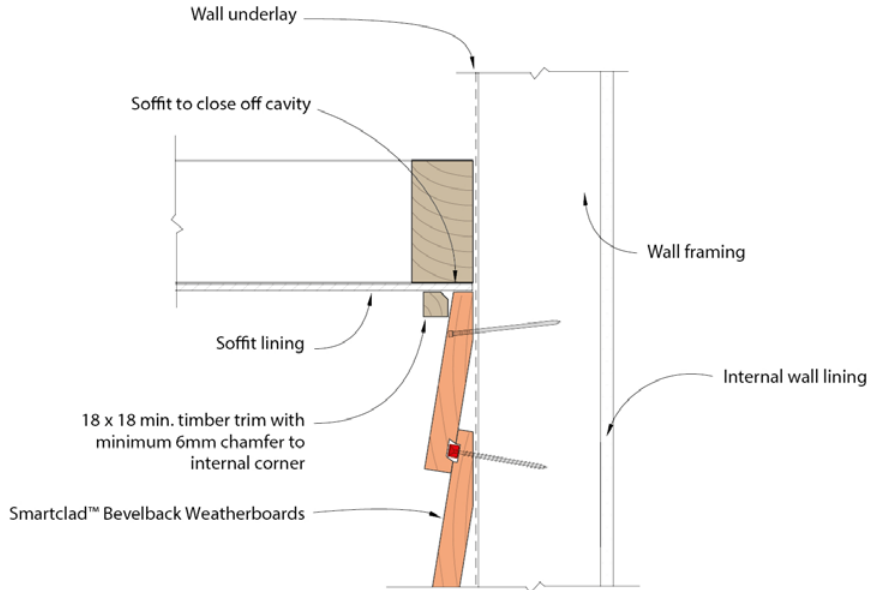 Wall underlay
Soffit to close off cavity
Wall framing
Soffit lining
Internal wall lining
18 x 18 min. timber trim with
minimum 6mm chamfer to
internal corner
Smartclad™ Bevelback Weatherboards